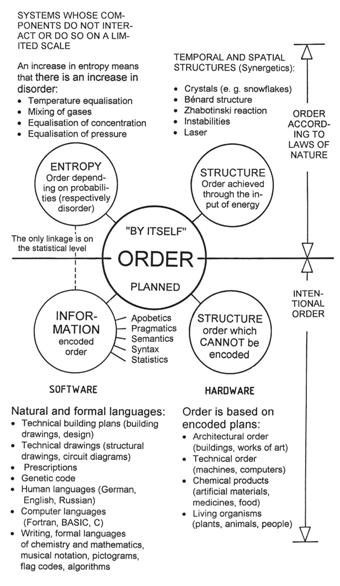 SYSTEMS WHOSE COM-
PONENTS DO NOT INTER-
ACT OR DO SO ON A LI-
MITED SCALE
An increase in entropy means
that there is an increase in
disorder:
• Temperature equalisation
• Mixing of gases
• Equalisation of concentration
• Equalisation of pressure
TEMPORAL AND SPATIAL
STRUCTURES (Synergetics):
• Crystals (e. g. snowflakes)
• Bénard structure
• Zhabotinski reaction
• Instabilities
• Laser
ORDER
ACCORD-
ING TO
LAWS OF
NATURE
ENTROPY
Order depend-
ing on probabili-
ties (respectively
disorder)
STRUCTURE
Order achieved
through the in-
put of energy
The only linkage is on
the statistical level
"BY ITSELF"
ORDER
PLANNED
INTEN-
TIONAL
ORDER
INFOR-
MATION
encoded
order
Apobetics
Pragmatics
Semantics
Syntax
Statistics
STRUCTURE
order which
CANNOT be
encoded
SOFTWARE
HARDWARE
Natural and formal languages:
• Technical building plans (building
drawings, design)
• Technical drawings (structural
drawings, circuit diagrams)
• Prescriptions
• Genetic code
• Human languages (German,
English, Russian)
• Computer languages
(Fortran, BASIC, C)
• Writing, formal languages
of chemistry and mathematics,
musical notation, pictograms,
flag codes, algorithms
Order is based on
encoded plans:
• Architectural order
(buildings, works of art)
• Technical order
(machines, computers)
• Chemical products
(artificial materials,
medicines, food)
• Living organisms
(plants, animals, people)